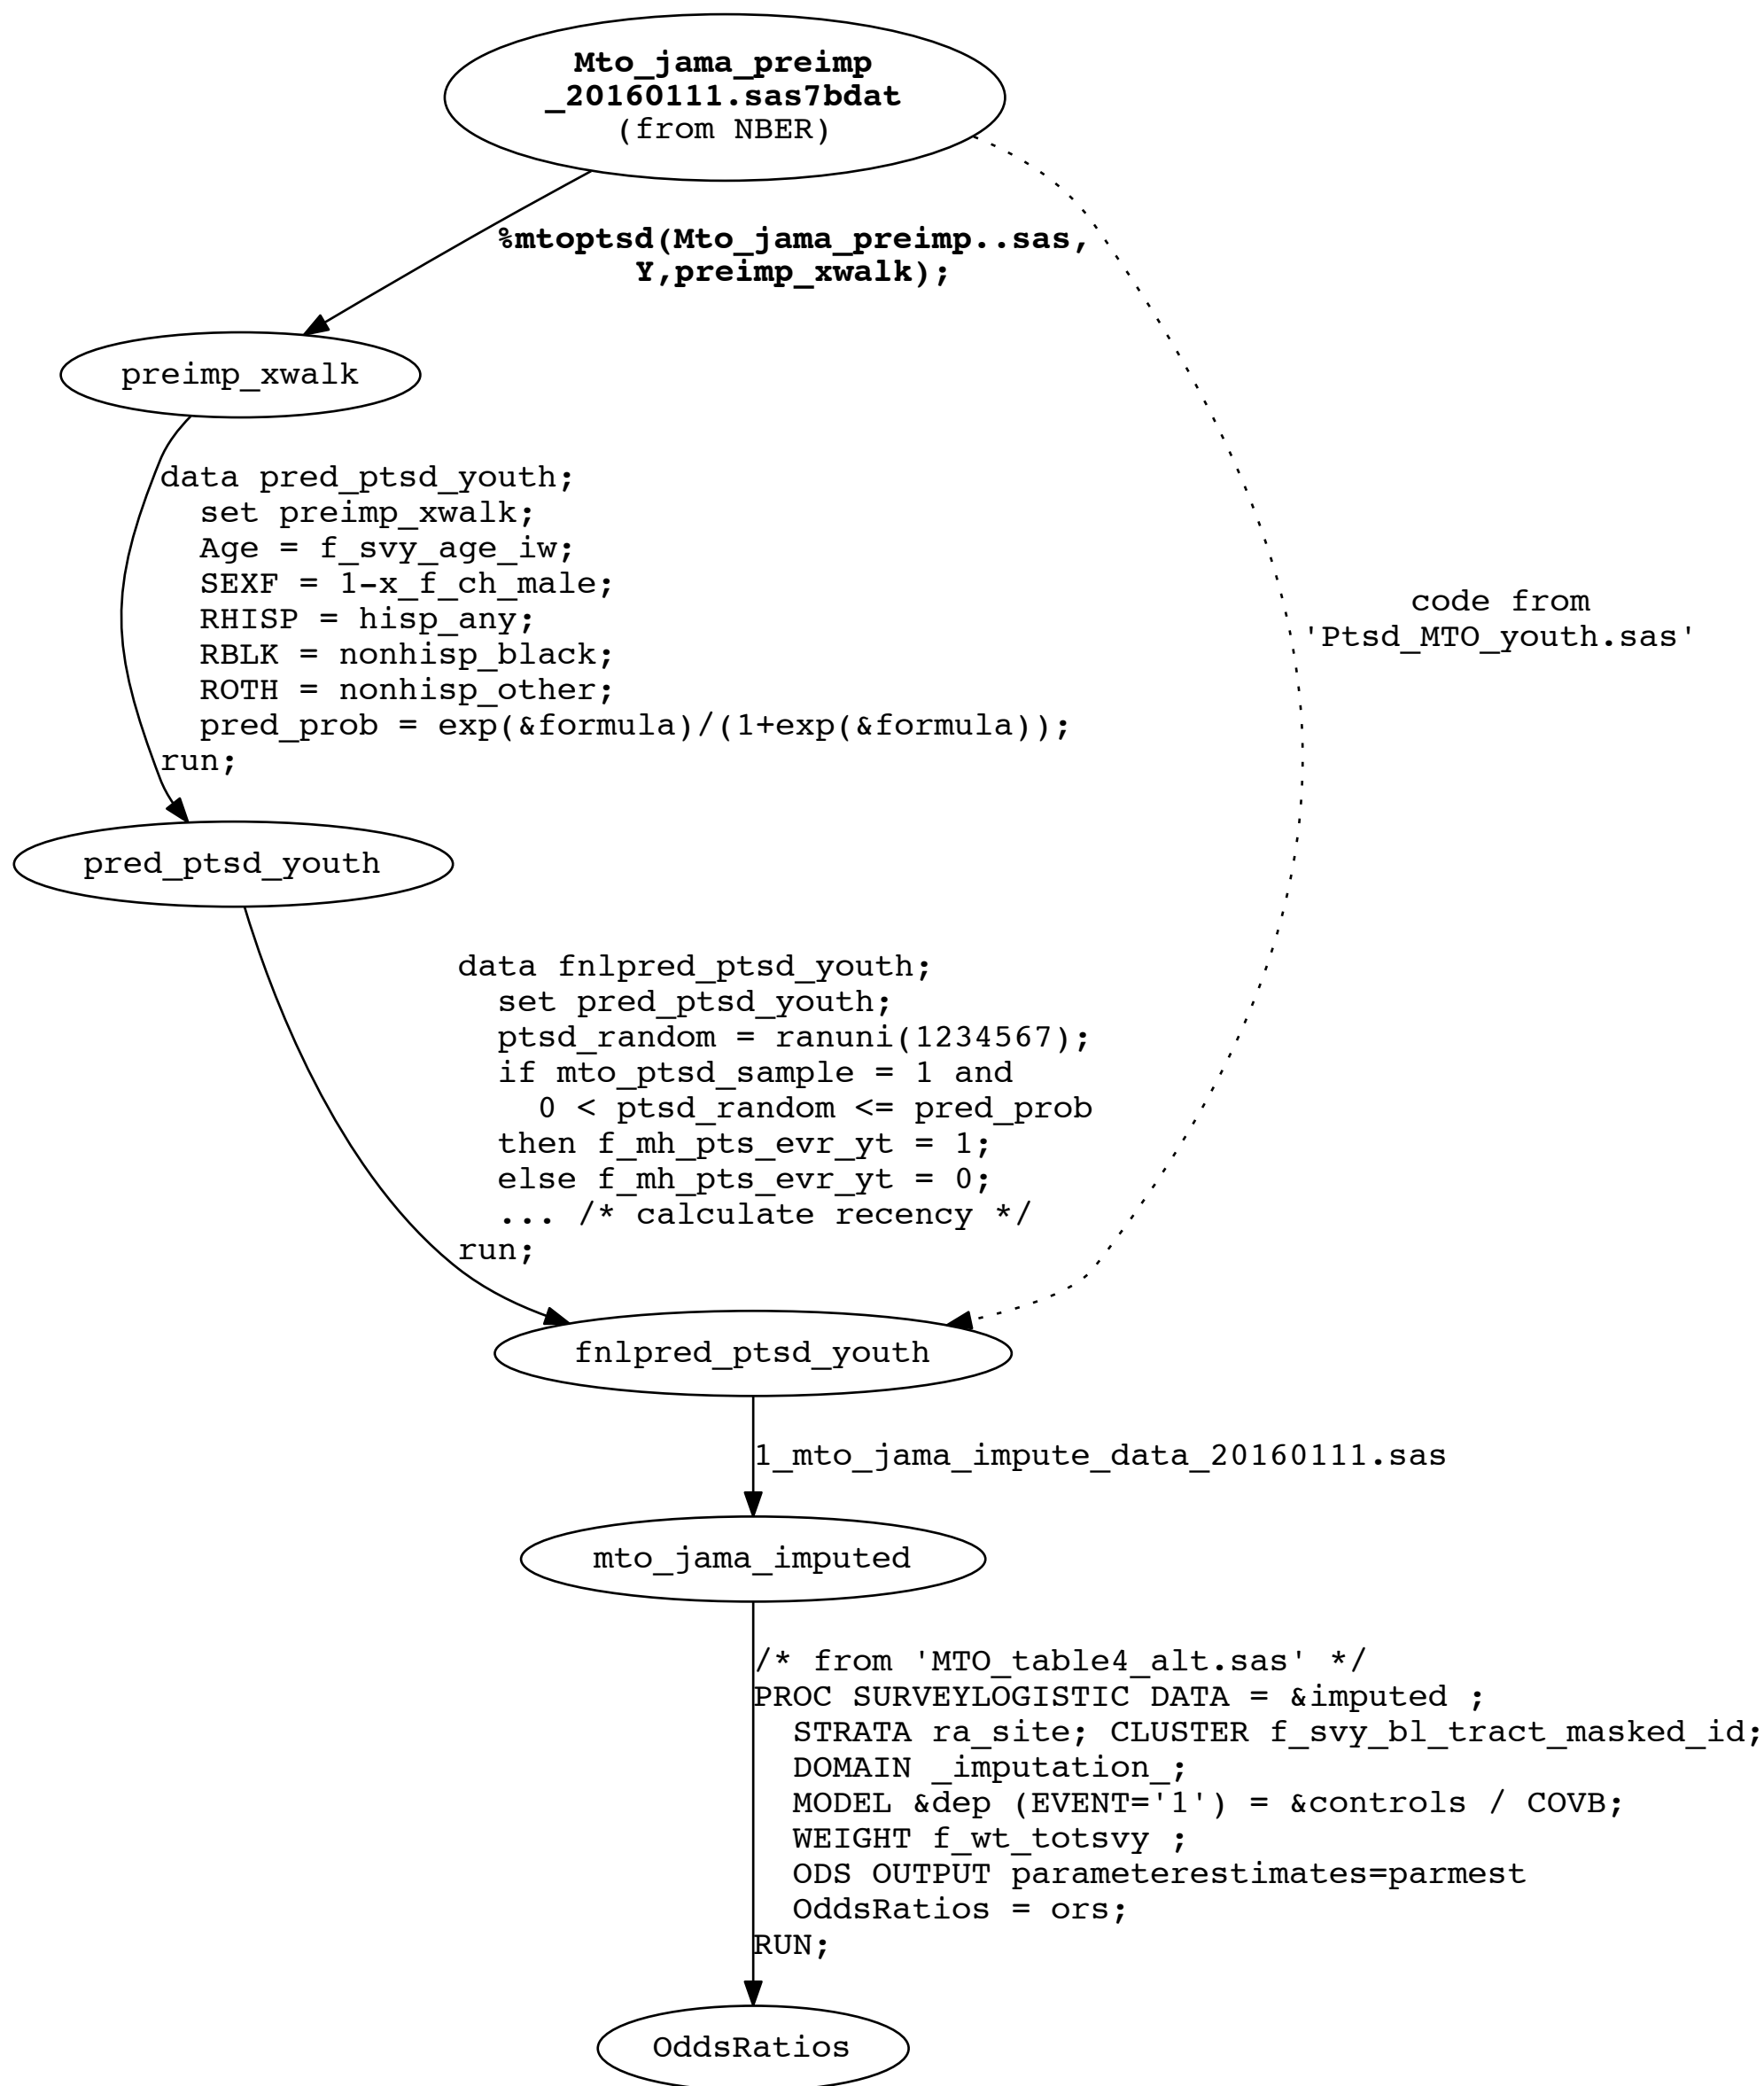 Mto_jama_preimp
_20160111.sas7bdat
(from NBER)
%mtoptsd(Mto_jama_preimp..sas,
Y,preimp_xwalk);
preimp_xwalk
data pred_ptsd_youth;
  set preimp_xwalk;
  Age = f_svy_age_iw;
  SEXF = 1-x_f_ch_male;
  RHISP = hisp_any;
  RBLK = nonhisp_black;
  ROTH = nonhisp_other;
  pred_prob = exp(&formula)/(1+exp(&formula));
run;
code from
'Ptsd_MTO_youth.sas'
pred_ptsd_youth
data fnlpred_ptsd_youth;
  set pred_ptsd_youth;
  ptsd_random = ranuni(1234567);
  if mto_ptsd_sample = 1 and
    0 < ptsd_random <= pred_prob
  then f_mh_pts_evr_yt = 1;
  else f_mh_pts_evr_yt = 0;
  ... /* calculate recency */
run;
fnlpred_ptsd_youth
1_mto_jama_impute_data_20160111.sas
mto_jama_imputed
/* from 'MTO_table4_alt.sas' */
PROC SURVEYLOGISTIC DATA = &imputed ;
  STRATA ra_site; CLUSTER f_svy_bl_tract_masked_id;
  DOMAIN _imputation_;
  MODEL &dep (EVENT='1') = &controls / COVB;
  WEIGHT f_wt_totsvy ;
  ODS OUTPUT parameterestimates=parmest
  OddsRatios = ors;
RUN;
OddsRatios